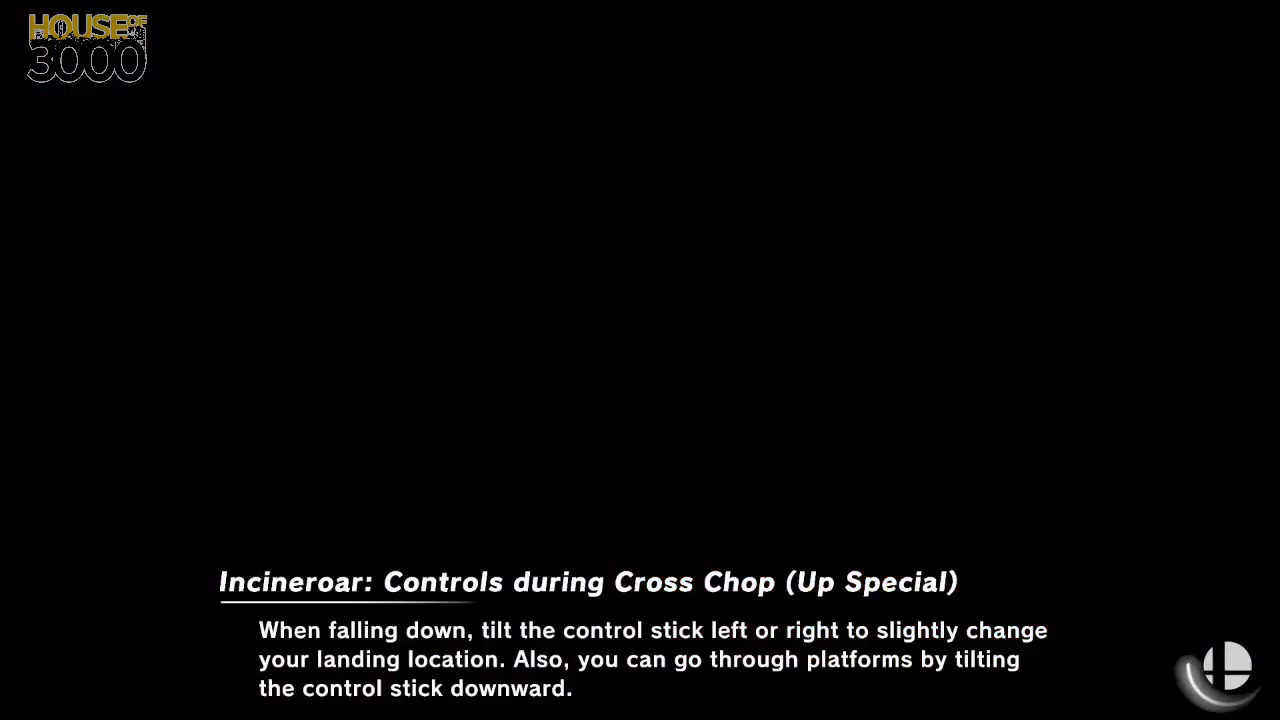 HOUSE OF
3000
Incineroar: Controls during Cross Chop (Up Special)
When falling down, tilt the control stick left or right to slightly change
your landing location. Also, you can go through platforms by tilting
the control stick downward.